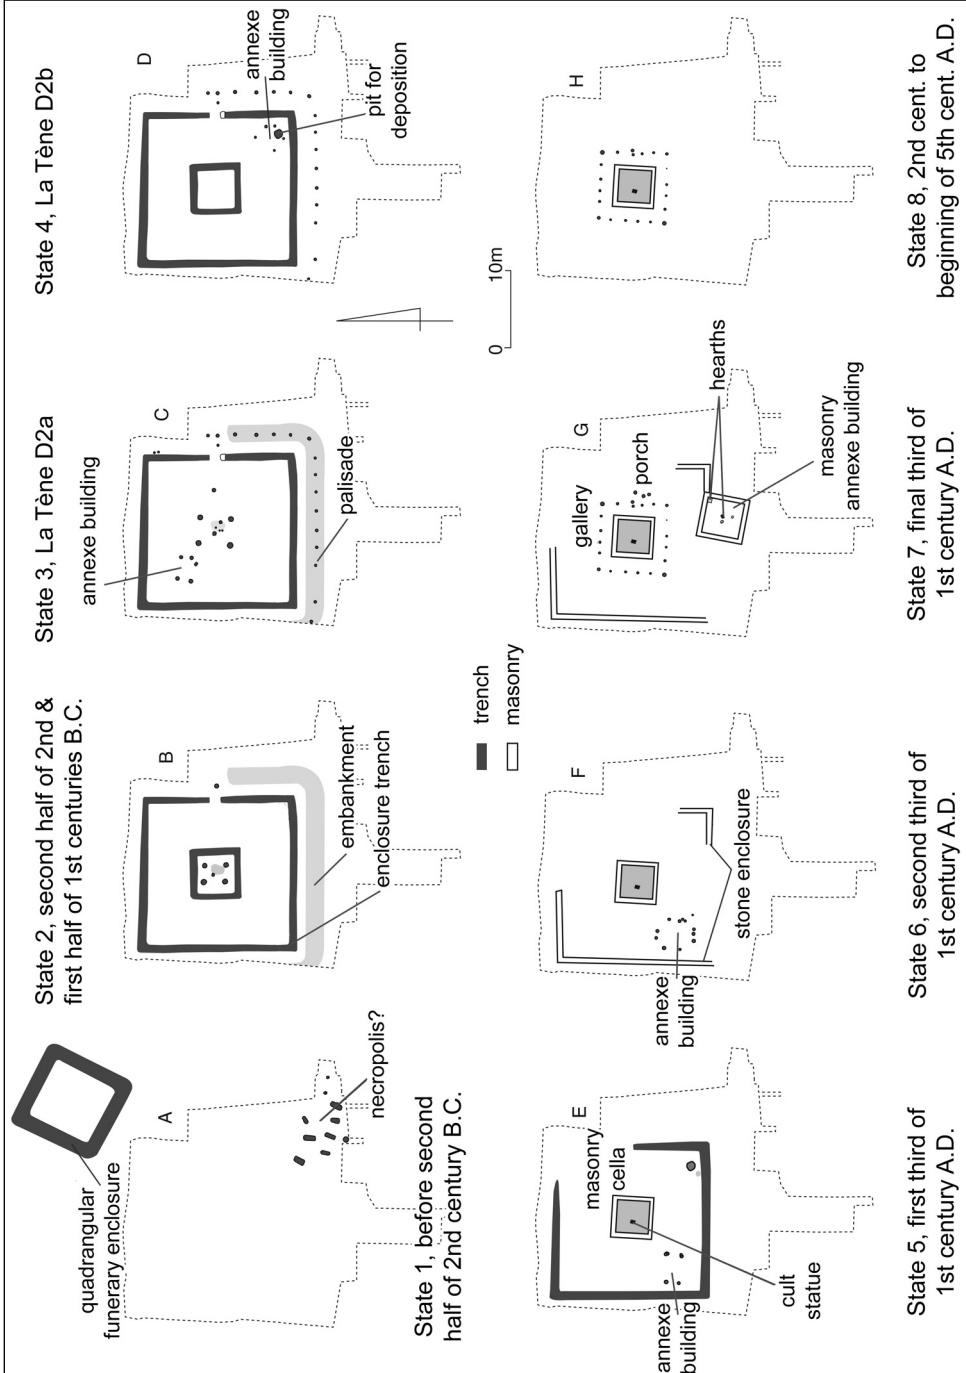 State 1, before second
half of 2nd century B.C.
A
quadrangular
funerary enclosure
necropolis?
State 2, second half of 2nd &
first half of 1st centuries B.C.
B
embankment
enclosure trench
State 3, La Tène D2a
C
annexe building
palisade
State 4, La Tène D2b
D
annexe
building
pit for
deposition
trench
masonry
0
10m
E
masonry
cella
annexe
building
cult
statue
State 5, first third of
1st century A.D.
F
annexe
building
stone enclosure
State 6, second third of
1st century A.D.
G
gallery
porch
hearths
masonry
annexe building
State 7, final third of
1st century A.D.
H
State 8, 2nd cent. to
beginning of 5th cent. A.D.